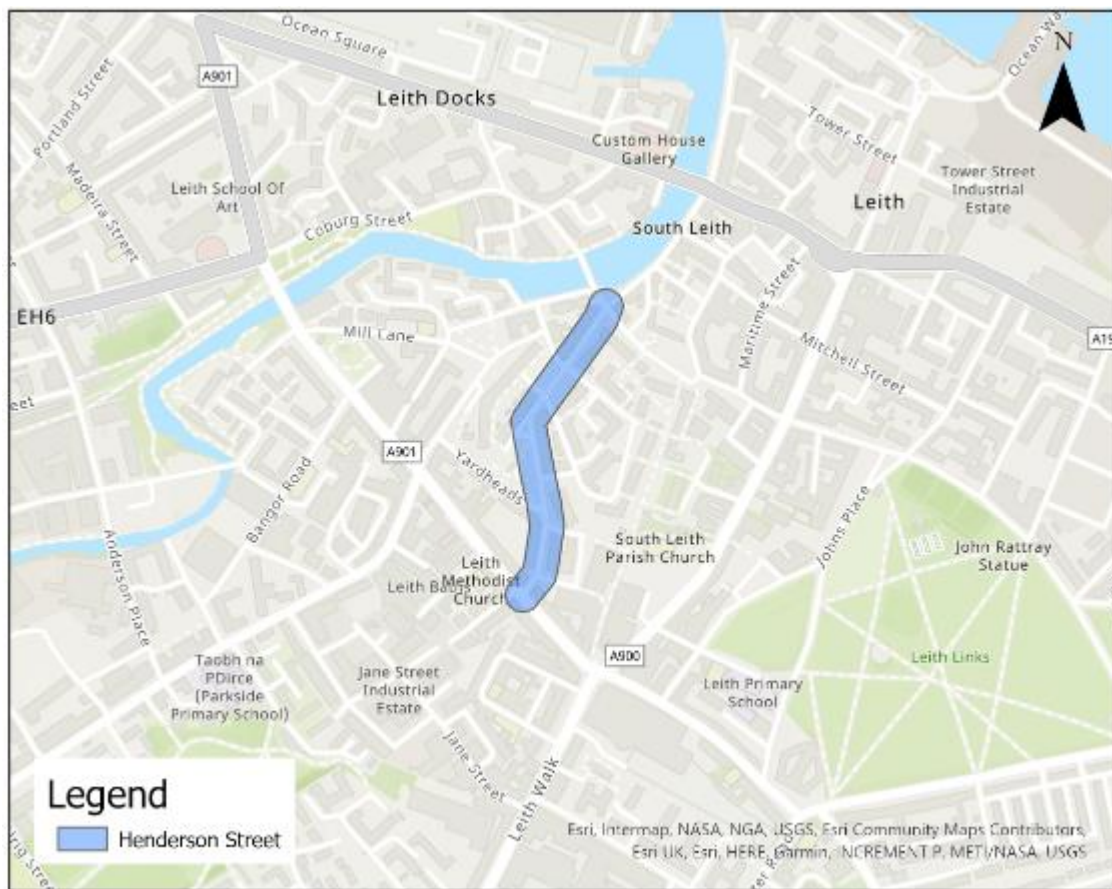 Ocean Square
Ocean Way
N
A901
Portland Street
Leith Docks
Custom House
Gallery
Tower Street
Tower Street
Industrial
Estate
Leith School Of
Art
Madeira Street
Coburg Street
Leith
South Leith
EH6
Mill Lane
Maritime Street
Mitchell Street
A901
Yardheads
Bangor Road
Anderson Place
South Leith
Parish Church
Johns Place
John Rattray
Statue
Leith
Methodist
Church
Leith
Taobh na
PDirce
(Parkside
Primary School)
Jane Street
Industrial
Estate
A900
Leith Primary
School
Leith Links
Jane Street
Leith Walk
Legend
Henderson Street
Esri, Intermap, NASA, NGA, USGS, Esri Community Maps Contributors,
Esri UK, Esri, HERE, Garmin, INCREMENT P, METI/NASA, USGS